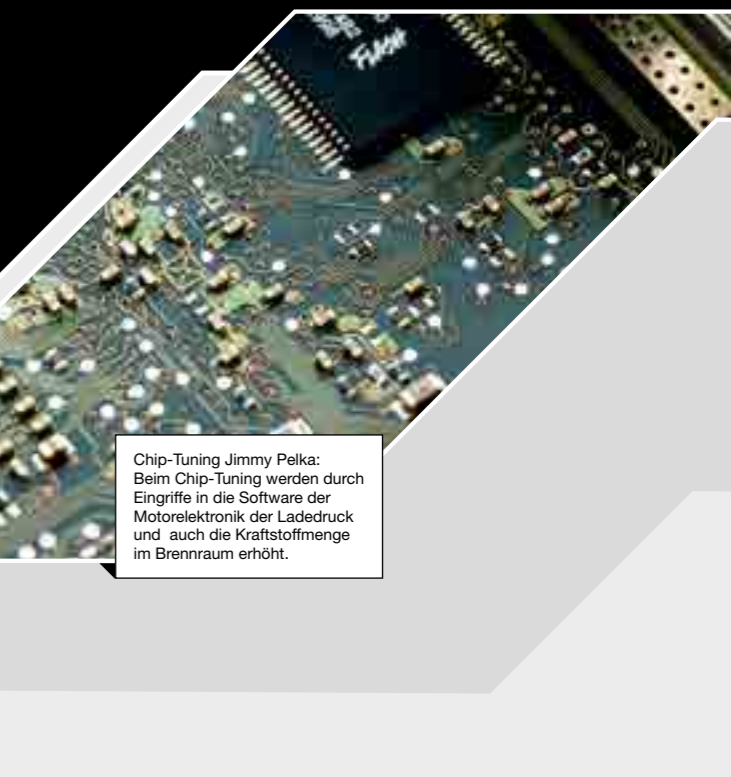 Flash
Chip-Tuning Jimmy Pelka:
Beim Chip-Tuning werden durch
Eingriffe in die Software der
Motorelektronik der Ladedruck
und  auch die Kraftstoffmenge
im Brennraum erhöht.